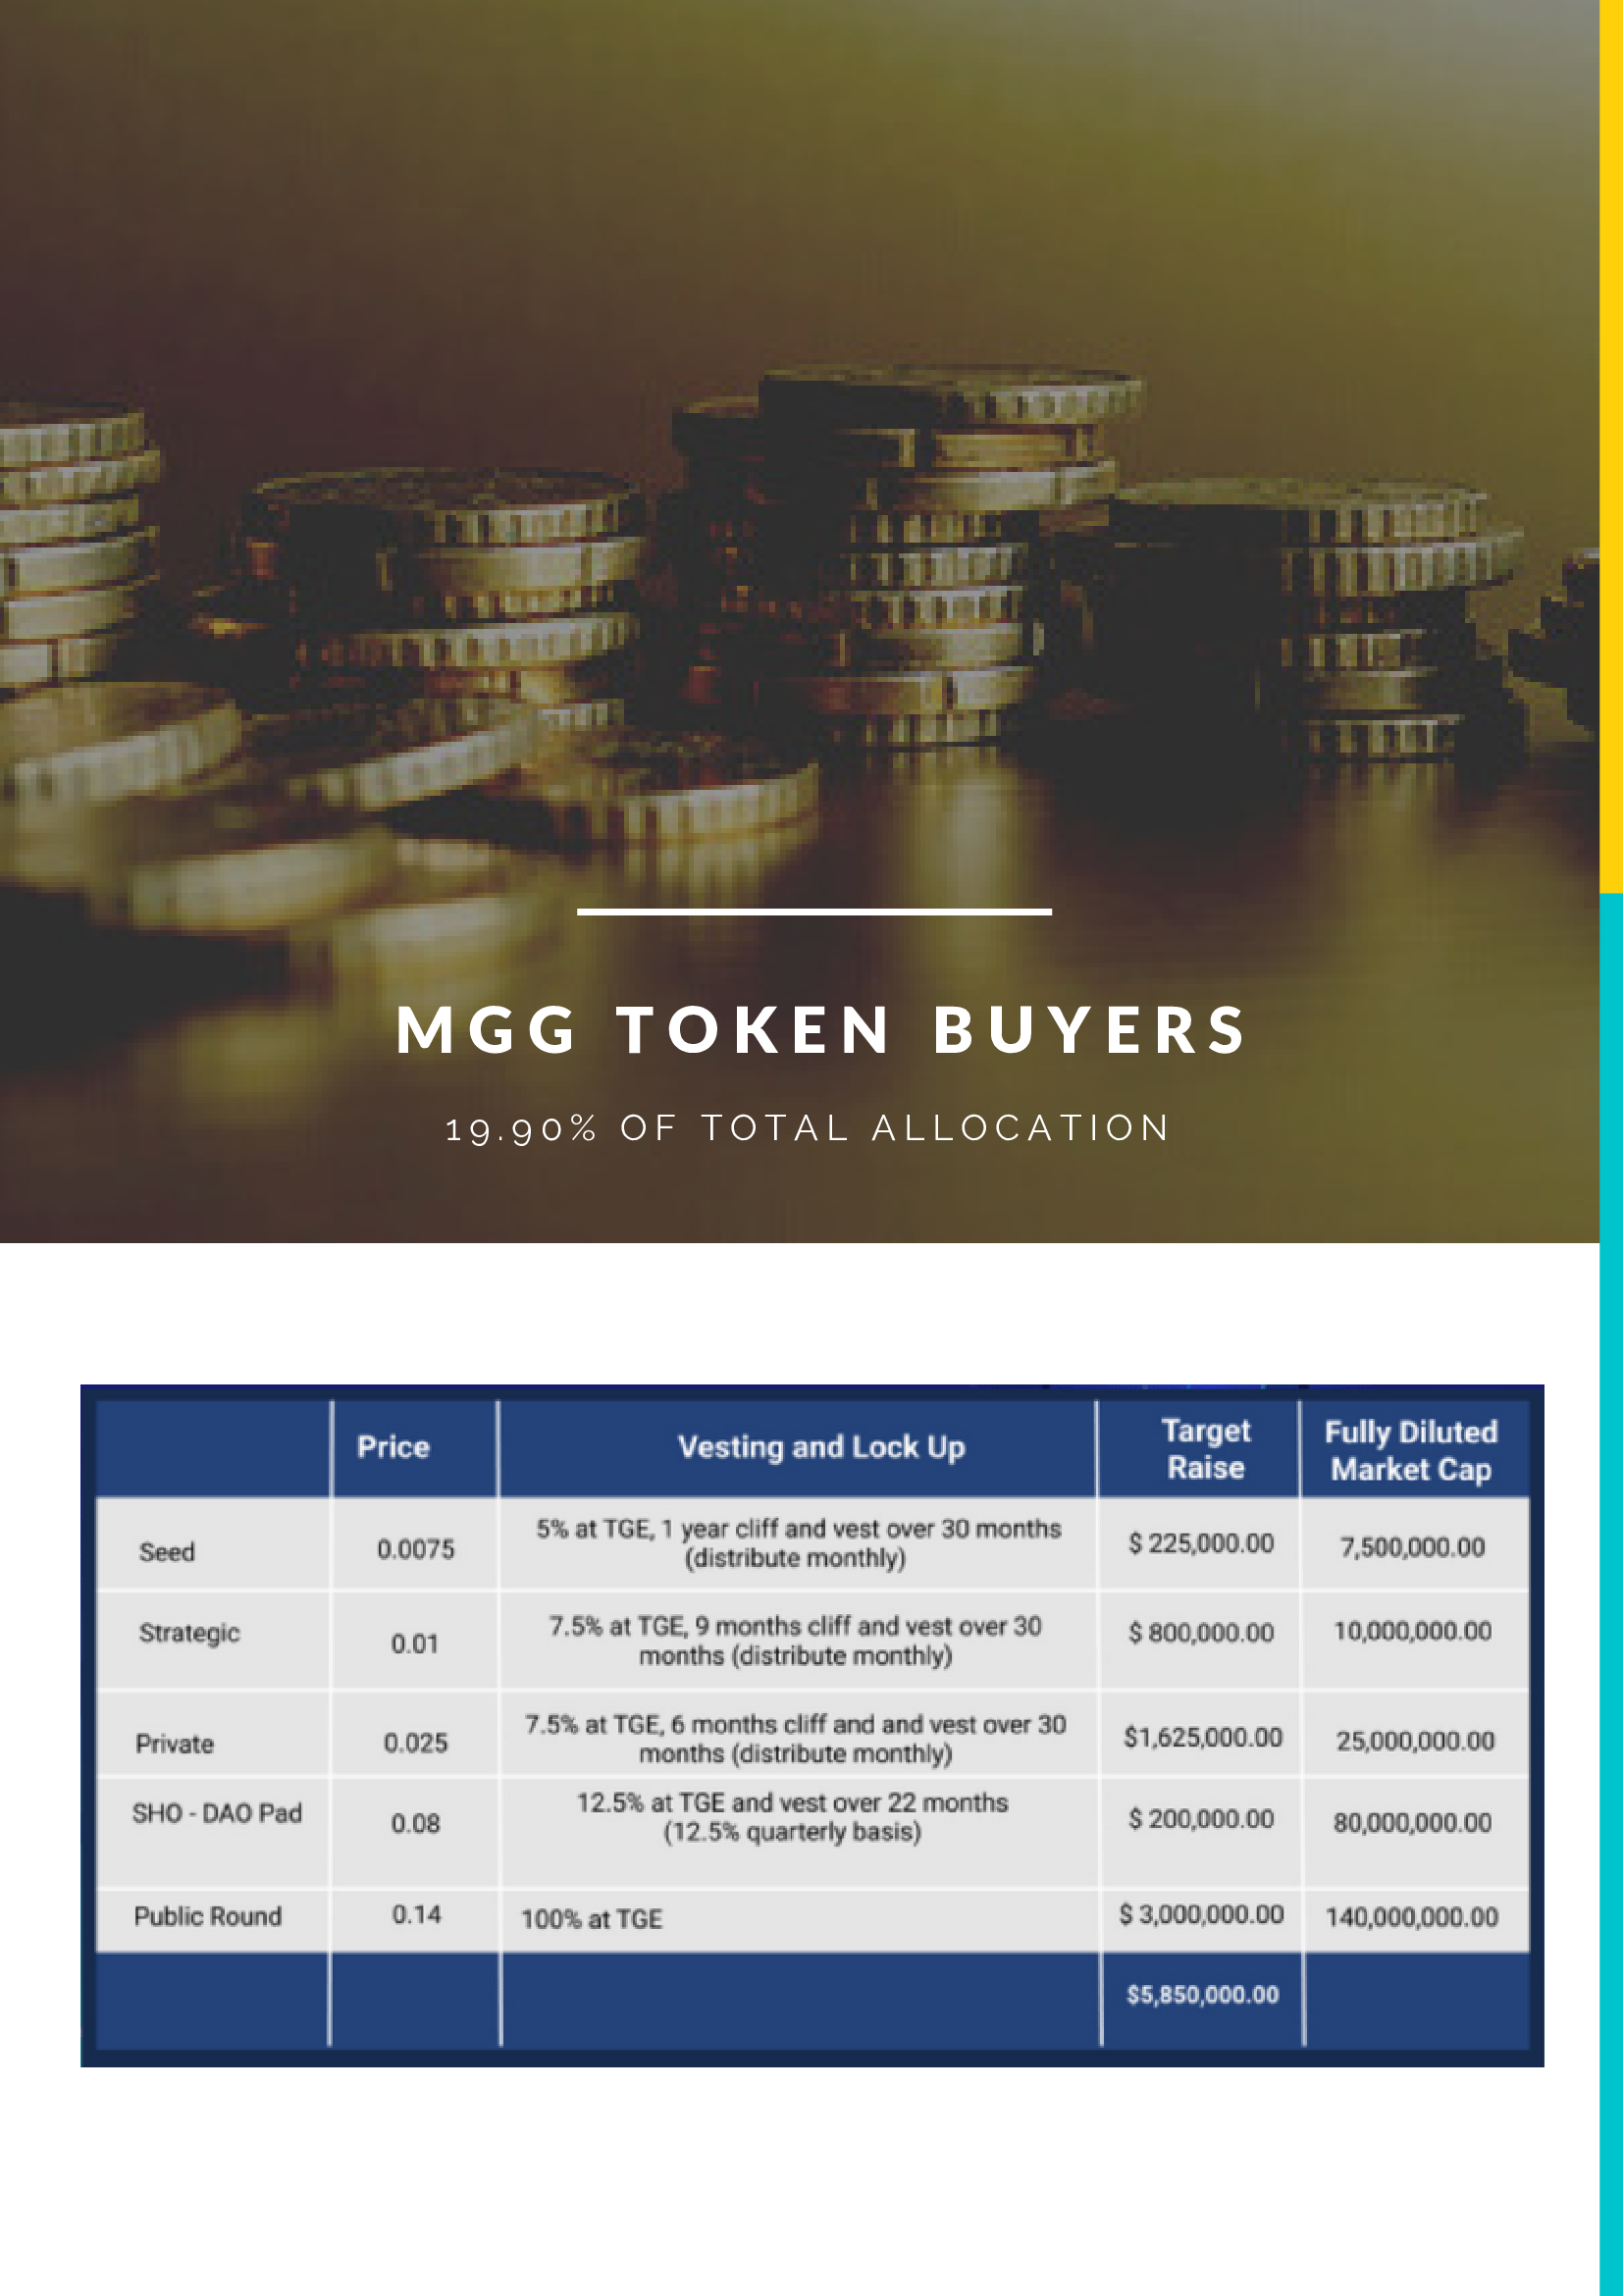 MGG TOKEN BUYERS
19.90% OF TOTAL ALLOCATION
Price
Vesting and Lock Up
Target
Raise
Fully Diluted
Market Cap
Seed
0.0075
5% at TGE, 1 year cliff and vest over 30 months
(distribute monthly)
$ 225,000.00
7,500,000.00
Strategic
0.01
7.5% at TGE, 9 months cliff and vest over 30
months (distribute monthly)
$ 800,000.00
10,000,000.00
Private
0.025
7.5% at TGE, 6 months cliff and and vest over 30
months (distribute monthly)
$1,625,000.00
25,000,000.00
SHO - DAO Pad
0.08
12.5% at TGE and vest over 22 months
(12.5% quarterly basis)
$ 200,000.00
80,000,000.00
Public Round
0.14
100% at TGE
$ 3,000,000.00
140,000,000.00
$5,850,000.00